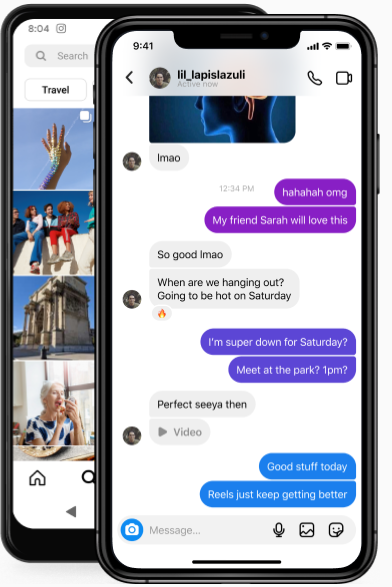 8:04
Search
Travel
9:41
lil_lapislazuli
Active now
lmao
12:34 PM
hahahah omg
My friend Sarah will love this
So good lmao
When are we hanging out?
Going to be hot on Saturday
I'm super down for Saturday?
Meet at the park? 1pm?
Perfect seeya then
Video
Good stuff today
Reels just keep getting better
Message...